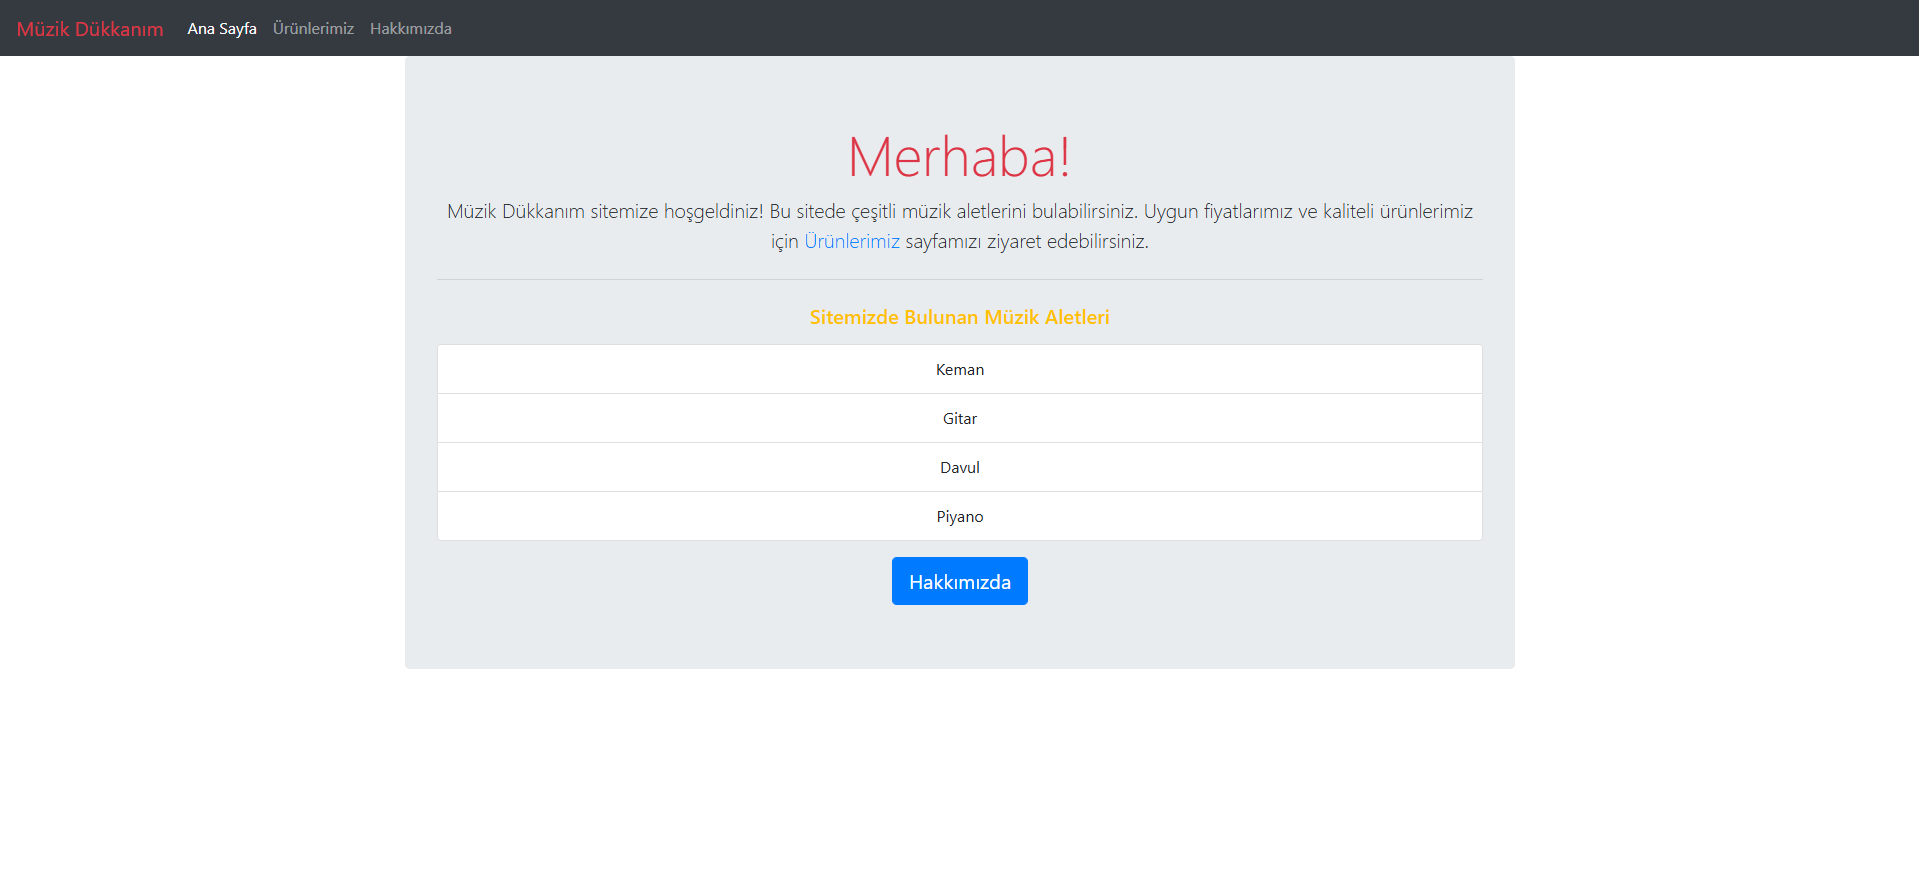 Müzik Dükkanım Ana Sayfa Ürünlerimiz Hakkımızda
Merhaba!
Müzik Dükkanım sitemize hoşgeldiniz! Bu sitede çeşitli müzik aletlerini bulabilirsiniz. Uygun fiyatlarımız ve kaliteli ürünlerimiz
için Ürünlerimiz sayfamızı ziyaret edebilirsiniz.
Sitemizde Bulunan Müzik Aletleri
Keman
Gitar
Davul
Piyano
Hakkımızda